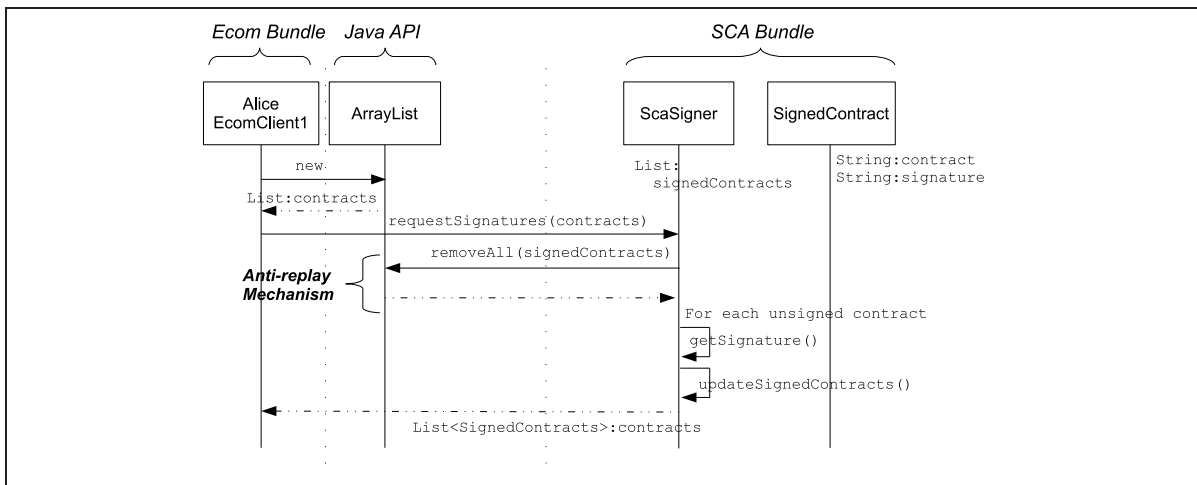 Ecom Bundle
Java API
SCA Bundle
Alice
EcomClient1
ArrayList
ScaSigner
SignedContract
new
List:
signedContracts
String:contract
String:signature
List:contracts
requestSignatures(contracts)
removeAll(signedContracts)
Anti-replay
Mechanism
For each unsigned contract
getSignature()
updateSignedContracts()
List<SignedContracts>:contracts